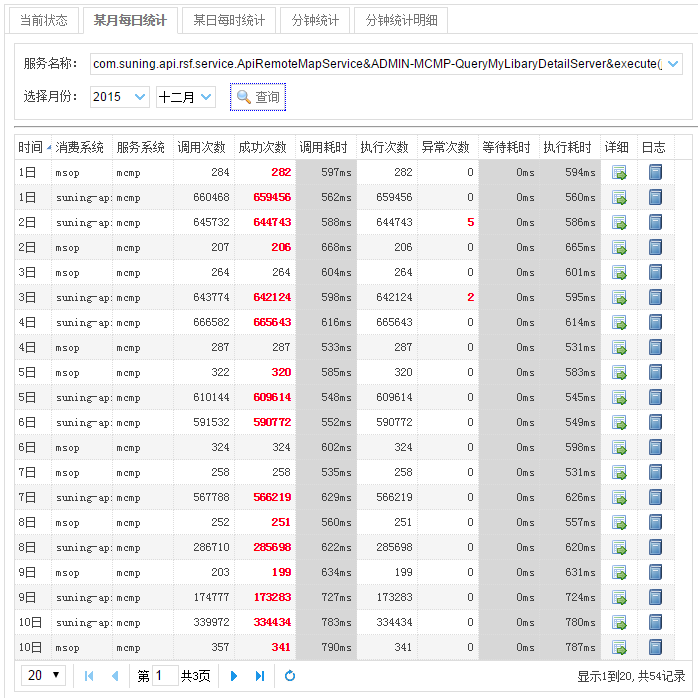 当前状态 某月每日统计 某日每时统计 分钟统计 分钟统计明细
服务名称： com.suning.api.rsf.service.ApiRemoteMapService&ADMIN-MCMP-QueryMyLibaryDetailServer&execute(
选择月份： 2015 十二月 查询
时间 消费系统 服务系统 调用次数 成功次数 调用耗时 执行次数 异常次数 等待耗时 执行耗时 详细 日志
1日 msop mcmp 284 282 597ms 282 0 0ms 594ms
1日 suning-ap: mcmp 660468 659456 562ms 659456 0 0ms 560ms
2日 suning-ap: mcmp 645732 644743 588ms 644743 5 0ms 586ms
2日 msop mcmp 207 206 668ms 206 0 0ms 665ms
3日 msop mcmp 264 264 604ms 264 0 0ms 601ms
3日 suning-ap: mcmp 643774 642124 598ms 642124 2 0ms 595ms
4日 suning-ap: mcmp 666582 665643 616ms 665643 0 0ms 614ms
4日 msop mcmp 287 287 533ms 287 0 0ms 531ms
5日 msop mcmp 322 320 585ms 320 0 0ms 583ms
5日 suning-ap: mcmp 610144 609614 548ms 609614 0 0ms 545ms
6日 suning-ap: mcmp 591532 590772 552ms 590772 0 0ms 549ms
6日 msop mcmp 324 324 602ms 324 0 0ms 598ms
7日 msop mcmp 258 258 535ms 258 0 0ms 531ms
7日 suning-ap: mcmp 567788 566219 629ms 566219 0 0ms 626ms
8日 msop mcmp 252 251 560ms 251 0 0ms 557ms
8日 suning-ap: mcmp 286710 285698 622ms 285698 0 0ms 620ms
9日 msop mcmp 203 199 634ms 199 0 0ms 631ms
9日 suning-ap: mcmp 174777 173283 727ms 173283 0 0ms 724ms
10日 suning-ap: mcmp 339972 334434 783ms 334434 0 0ms 780ms
10日 msop mcmp 357 341 790ms 341 0 0ms 787ms
20 第 1 共3页 显示1到20, 共54记录